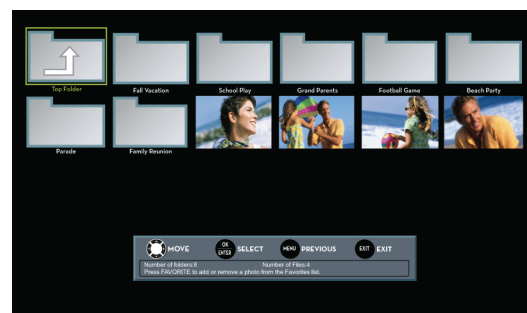 Top Folder Fall Vacation School Play Grand Parents Football Game Beach Party
Parade Family Reunion
MOVE OK ENTER SELECT MENU PREVIOUS EXIT EXIT
Number of folders:8 Number of Files:4
Press FAVORITE to add or remove a photo from the Favorites list.